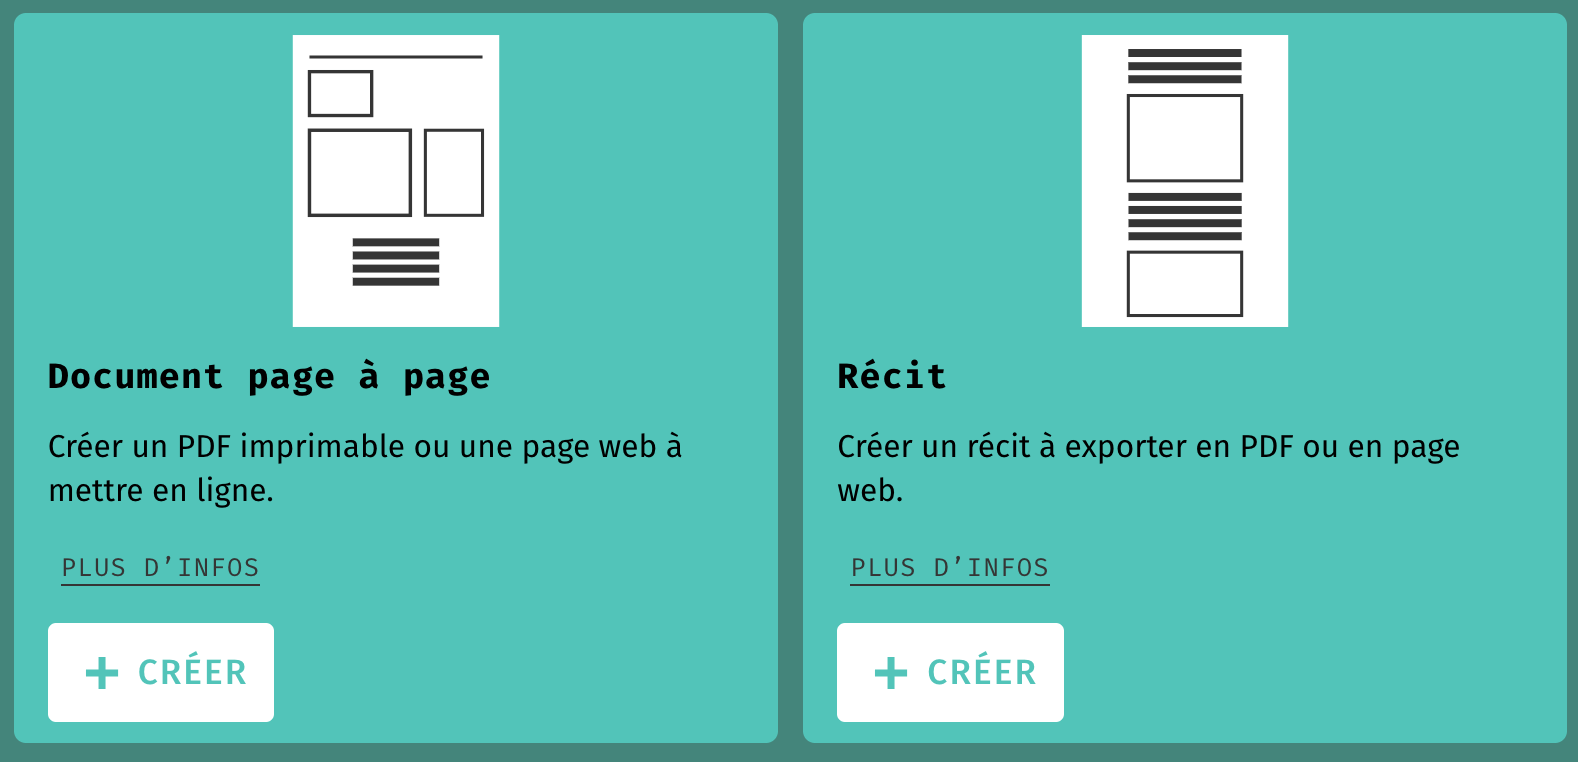 Document page à page
Créer un PDF imprimable ou une page web à
mettre en ligne.
PLUS D’INFOS
CRÉER
Récit
Créer un récit à exporter en PDF ou en page
web.
PLUS D’INFOS
CRÉER